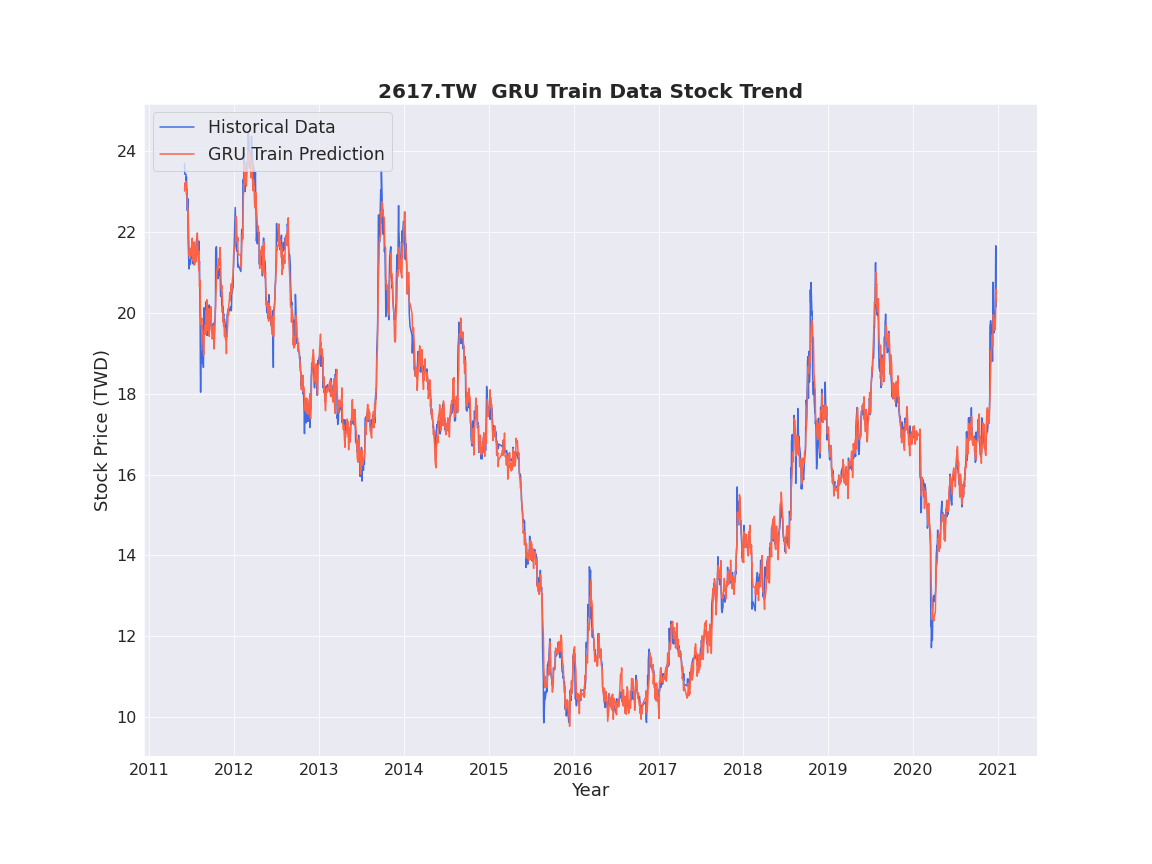 2617.TW  GRU Train Data Stock Trend
Historical Data
GRU Train Prediction
24
22
20
18
16
14
12
10
Stock Price (TWD)
2011 2012 2013 2014 2015 2016 2017 2018 2019 2020 2021
Year